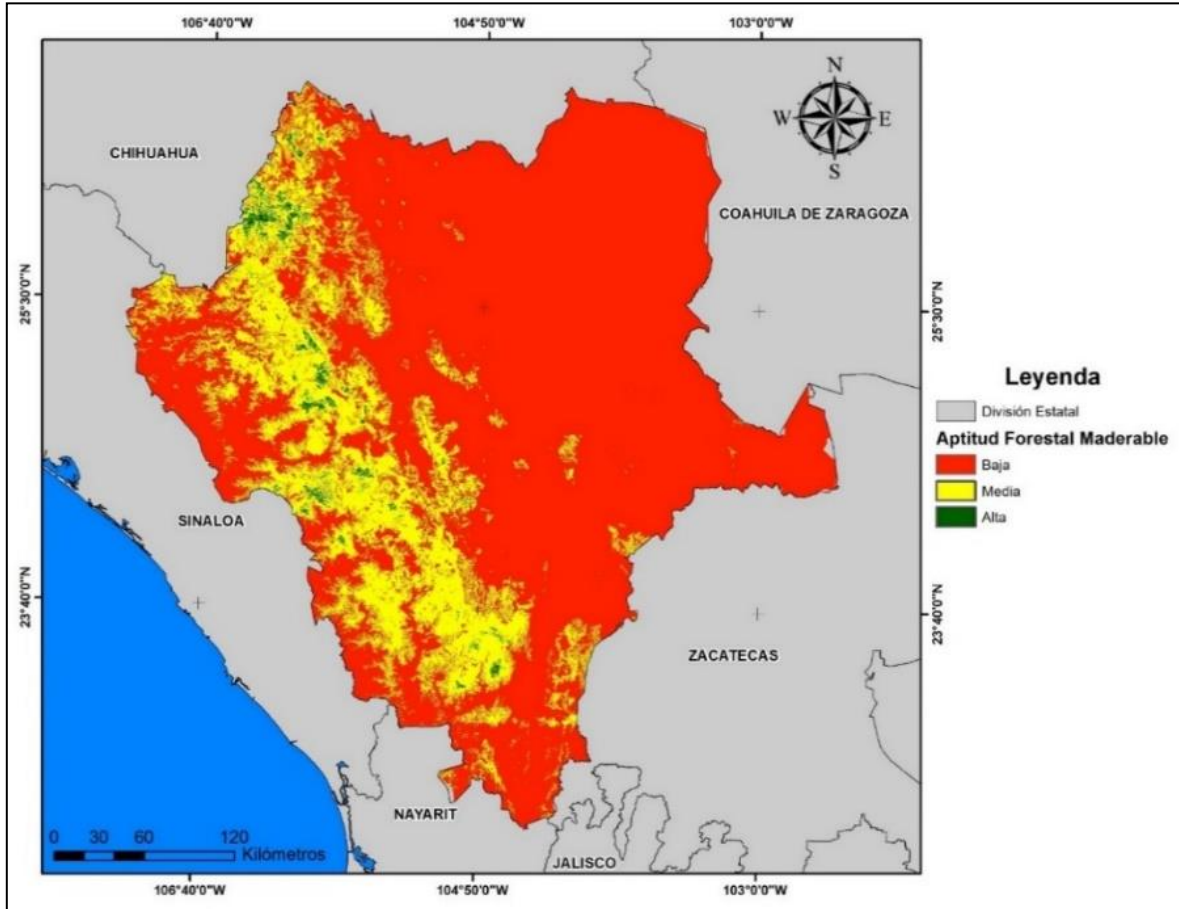 106°40'0"W 104°50'0"W 103°0'0"W
N
W E
S
CHIHUAHUA
COAHUILA DE ZARAGOZA
25°30'0"N
25°30'0"N
Leyenda
División Estatal
Aptitud Forestal Maderable
Baja
Media
Alta
SINALOA
23°40'0"N
23°40'0"N
ZACATECAS
NAYARIT
JALISCO
0 30 60 120
Kilómetros
106°40'0"W 104°50'0"W 103°0'0"W